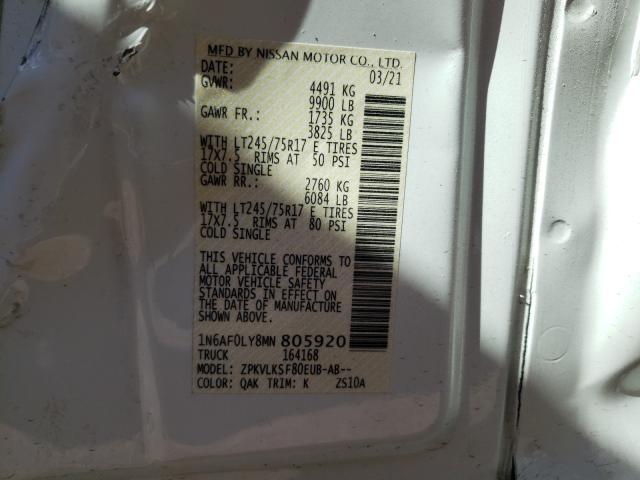 MFD BY NISSAN MOTOR CO., LTD.
DATE: 03/21
GVWR: 4491 KG
9900 LB
GAWR FR.: 1735 KG
3825 LB
WITH LT245/75R17 E TIRES
17X7.5 RIMS AT 50 PSI
COLD SINGLE
GAWR RR.: 2760 KG
6084 LB
WITH LT245/75R17 E TIRES
17X7.5 RIMS AT 80 PSI
COLD SINGLE
THIS VEHICLE CONFORMS TO
ALL APPLICABLE FEDERAL
MOTOR VEHICLE SAFETY
STANDARDS IN EFFECT ON
THE DATE OF MANUFACTURE
SHOWN ABOVE.
1N6AF0LY8MN 805920
TRUCK 164168
MODEL: ZPKVLKSF80EUB-AB--
COLOR: QAK TRIM: K ZS10A